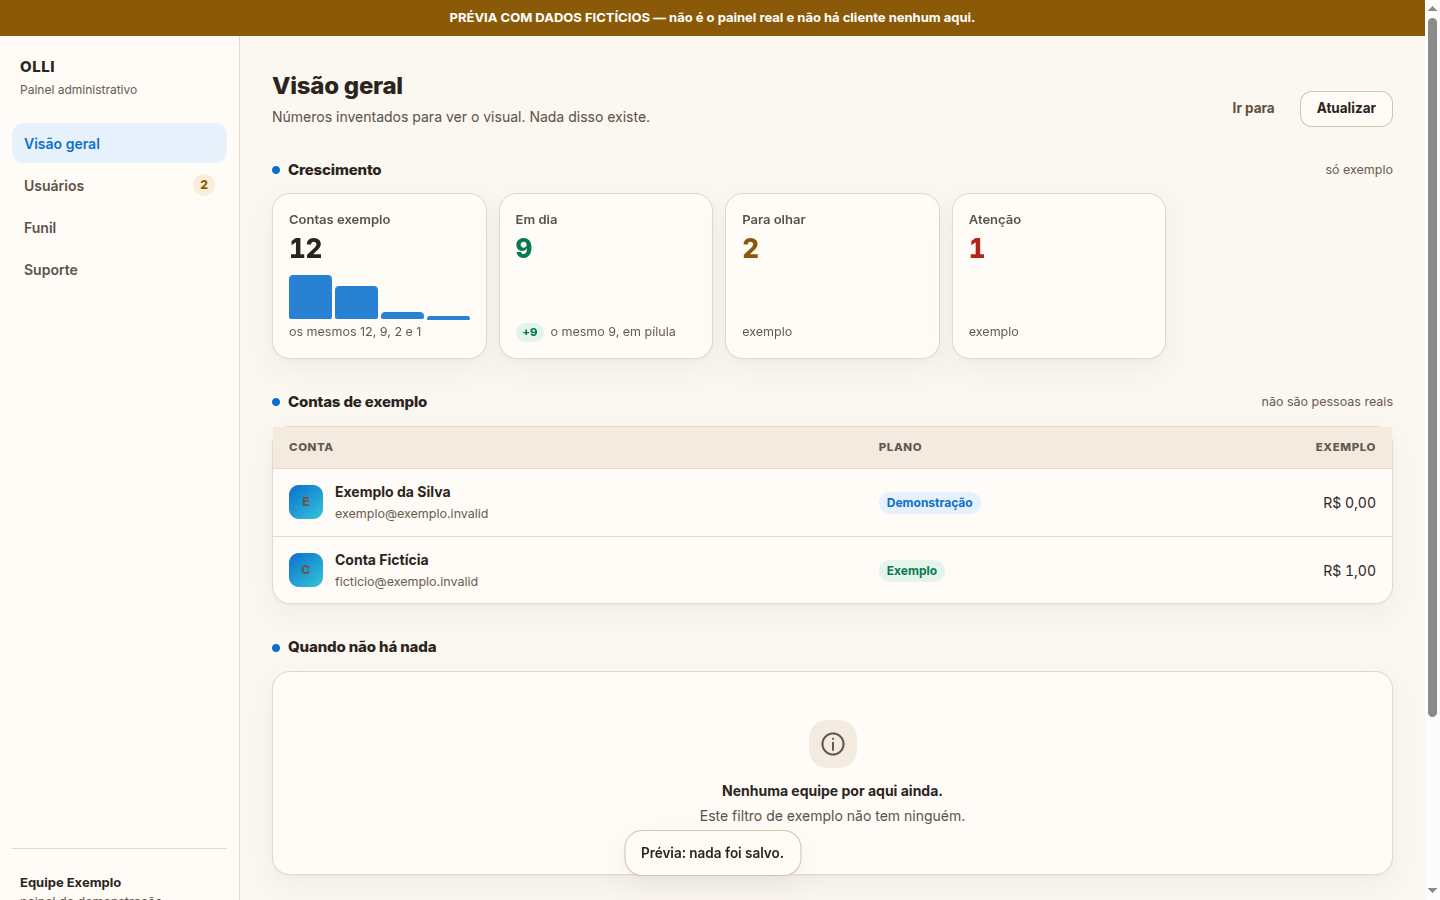 PRÉVIA COM DADOS FICTÍCIOS — não é o painel real e não há cliente nenhum aqui.
OLLI
Painel administrativo
Visão geral
Usuários 2
Funil
Suporte
Equipe Exemplo
painel de demonstração
Visão geral
Números inventados para ver o visual. Nada disso existe.
Ir para
Atualizar
Crescimento
só exemplo
Contas exemplo
12
os mesmos 12, 9, 2 e 1
Em dia
9
+9 o mesmo 9, em pílula
Para olhar
2
exemplo
Atenção
1
exemplo
Contas de exemplo
não são pessoas reais
CONTA PLANO EXEMPLO
E
Exemplo da Silva
exemplo@exemplo.invalid
Demonstração
R$ 0,00
C
Conta Fictícia
ficticio@exemplo.invalid
Exemplo
R$ 1,00
Quando não há nada
Nenhuma equipe por aqui ainda.
Este filtro de exemplo não tem ninguém.
Prévia: nada foi salvo.